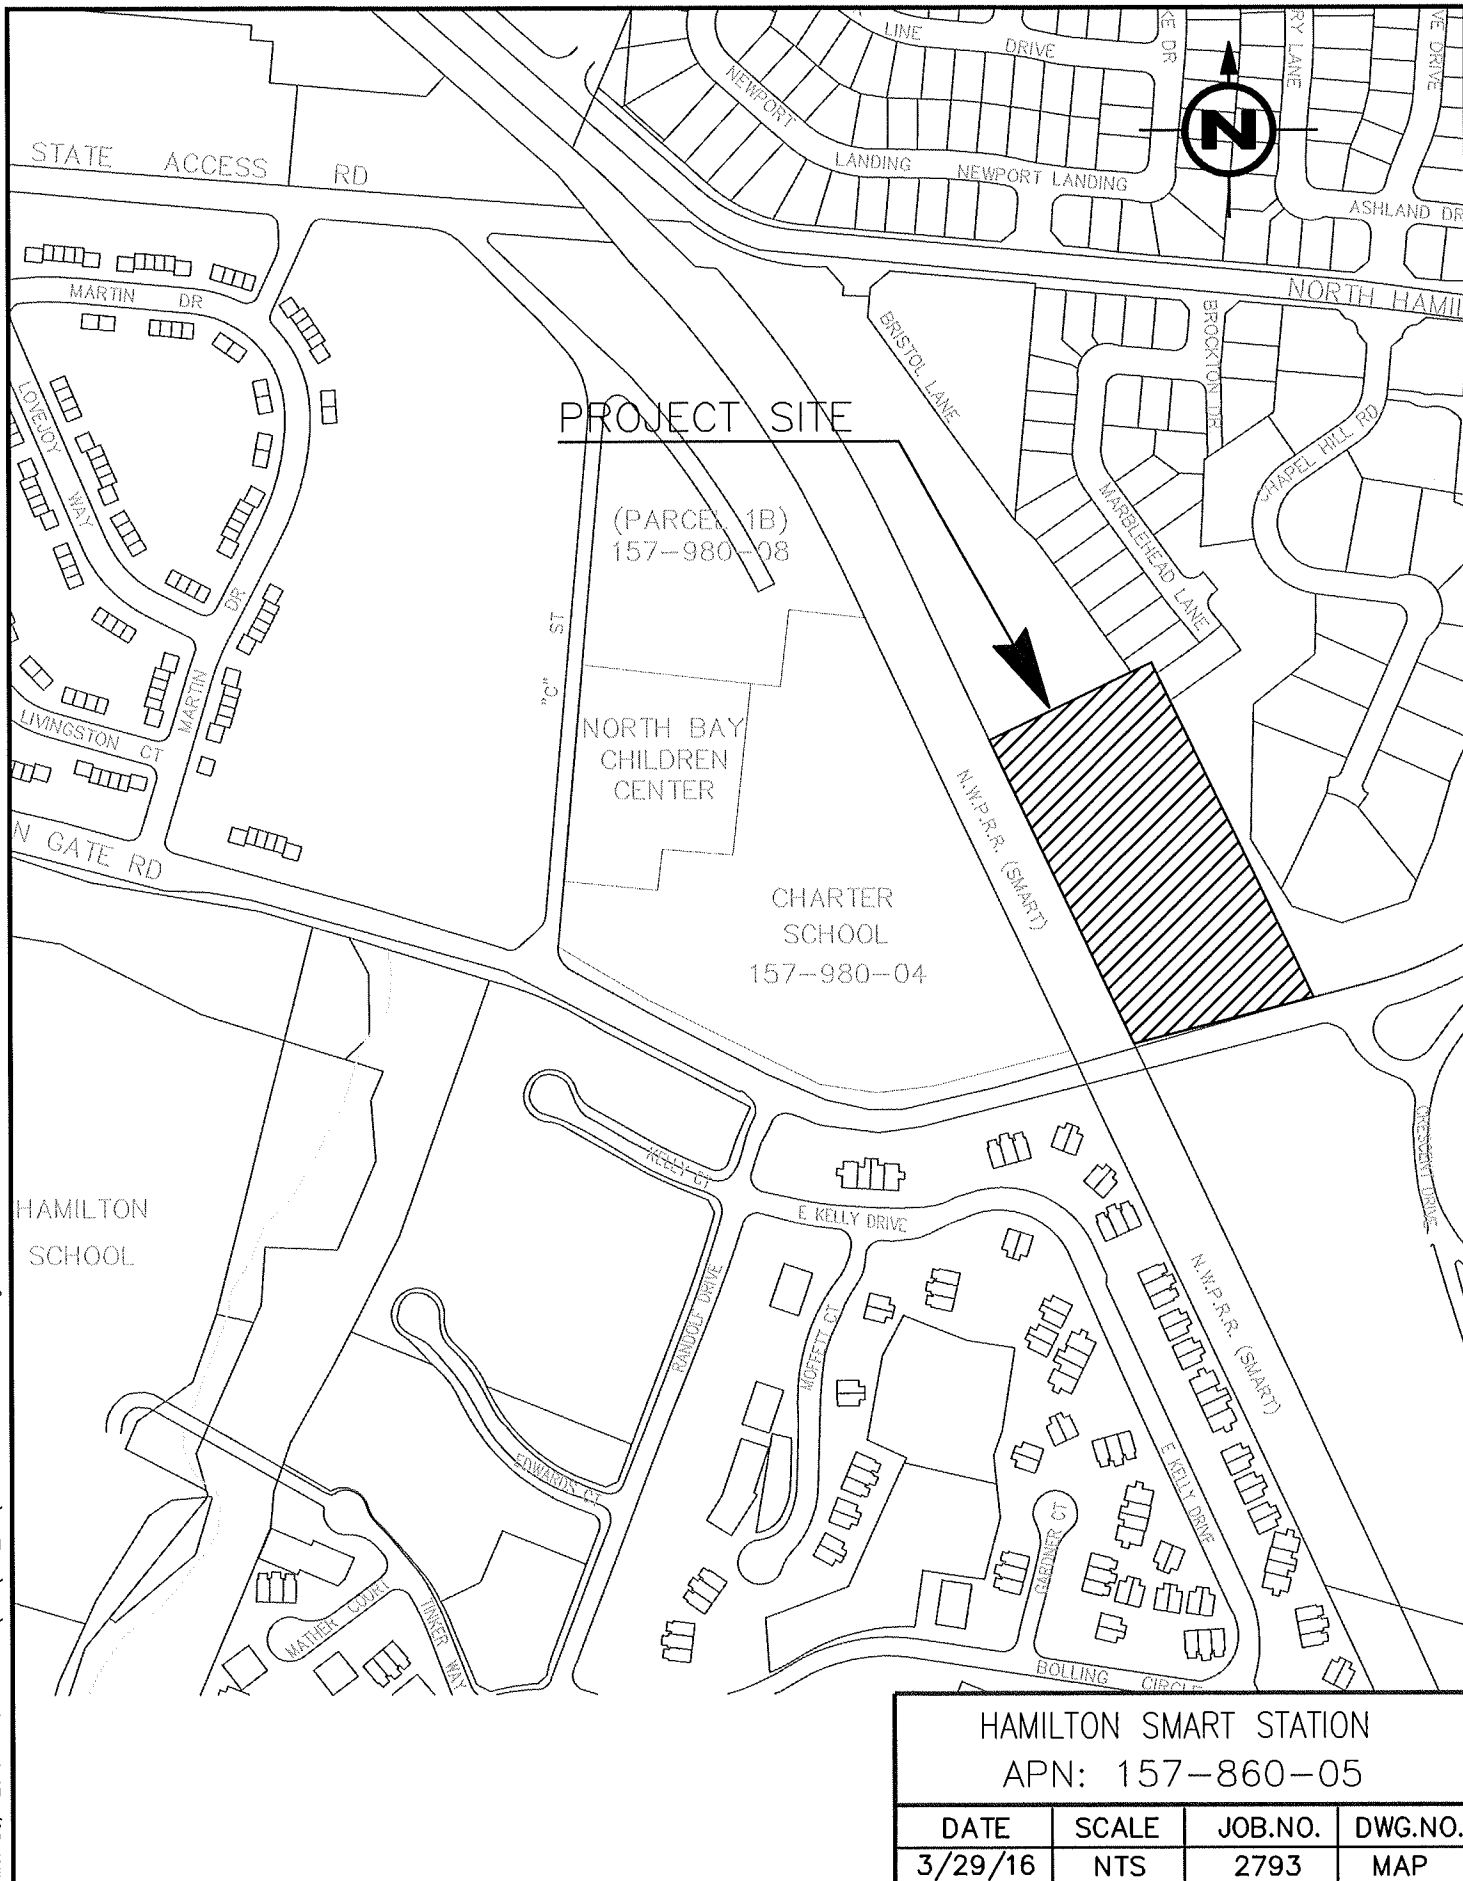 LINE DRIVE
KE DR
RY LANE
VE DRIVE
NEWPORT
LANDING
NEWPORT LANDING
N
ASHLAND DR
STATE ACCESS RD
NORTH HAMIL
MARTIN DR
BRISTOL LANE
BROCKTON DR
LOVEJOY WAY
PROJECT SITE
CHAPEL HILL RD
MARBLEHEAD LANE
(PARCEL 1B)
157-980-08
MARTIN DR
"C" ST
LIVINGSTON CT
NORTH BAY
CHILDREN
CENTER
N.W.P.R.R. (SMART)
N GATE RD
CHARTER
SCHOOL
157-980-04
KELLY CT
CRESCENT DRIVE
E KELLY DRIVE
HAMILTON
SCHOOL
RANDOLF DRIVE
MOFFETT CT
N.W.P.R.R. (SMART)
E KELLY DRIVE
EDWARDS CT
GARDNER CT
MATHER COURT
TINKER WAY
BOLLING CIRCLE
HAMILTON SMART STATION
APN: 157-860-05
DATE SCALE JOB.NO. DWG.NO.
3/29/16 NTS 2793 MAP